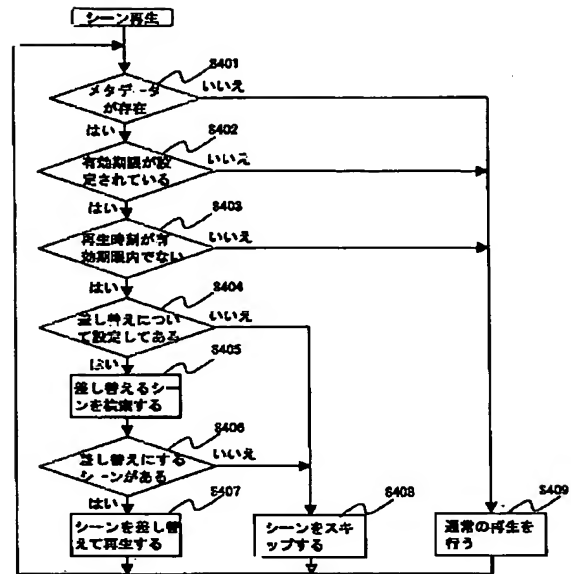 シーン再生
S401
メタデータ
が存在
いいえ
はい
S402
有効期限が設
定されている
いいえ
はい
S403
再生時刻が有
効期限内でない
いいえ
はい
S404
差し替えについ
て設定してある
いいえ
はい
S405
差し替えるシー
ンを検索する
S406
差し替えにする
シーンがある
いいえ
はい
S407
シーンを差し替
えて再生する
S408
シーンをスキ
ップする
S409
通常の再生を
行う